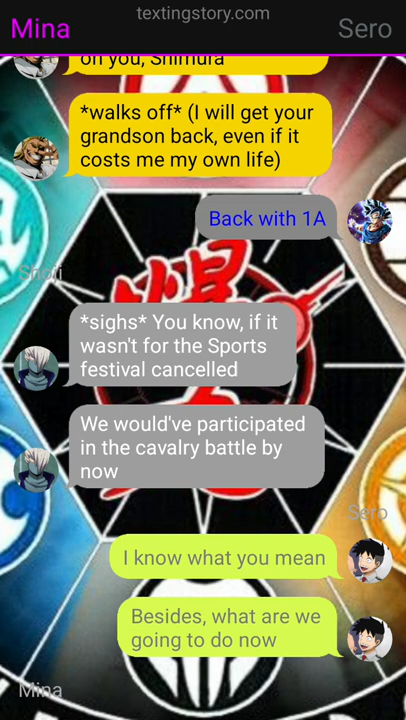 textingstory.com
Mina
Sero
on you, Shimura
*walks off* (I will get your
grandson back, even if it
costs me my own life)
Back with 1A
Shoji
*sighs* You know, if it
wasn't for the Sports
festival cancelled
We would've participated
in the cavalry battle by
now
Sero
I know what you mean
Besides, what are we
going to do now
Mina